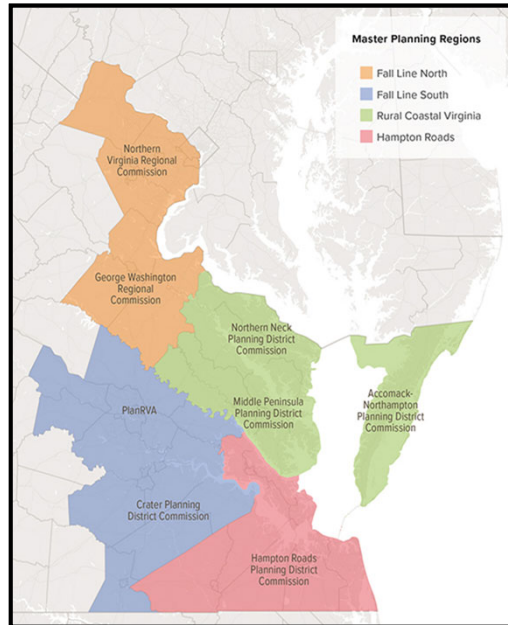 Master Planning Regions
Fall Line North
Fall Line South
Rural Coastal Virginia
Hampton Roads
Northern
Virginia Regional
Commission
George Washington
Regional
Commission
Northern Neck
Planning District
Commission
Middle Peninsula
Planning District
Commission
Accomack-
Northampton
Planning District
Commission
PlanRVA
Crater Planning
District Commission
Hampton Roads
Planning District
Commission